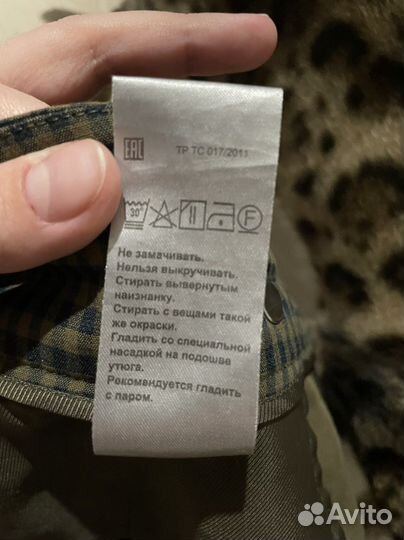 EAC
ТР ТС 017/2011
30°
F
Не замачивать.
Нельзя выкручивать.
Стирать вывернутым
наизнанку.
Стирать с вещами такой
же окраски.
Гладить со специальной
насадкой на подошве
утюга.
Рекомендуется гладить
с паром.
Avito